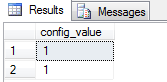 Results Messages
config_value
1 1
2 1